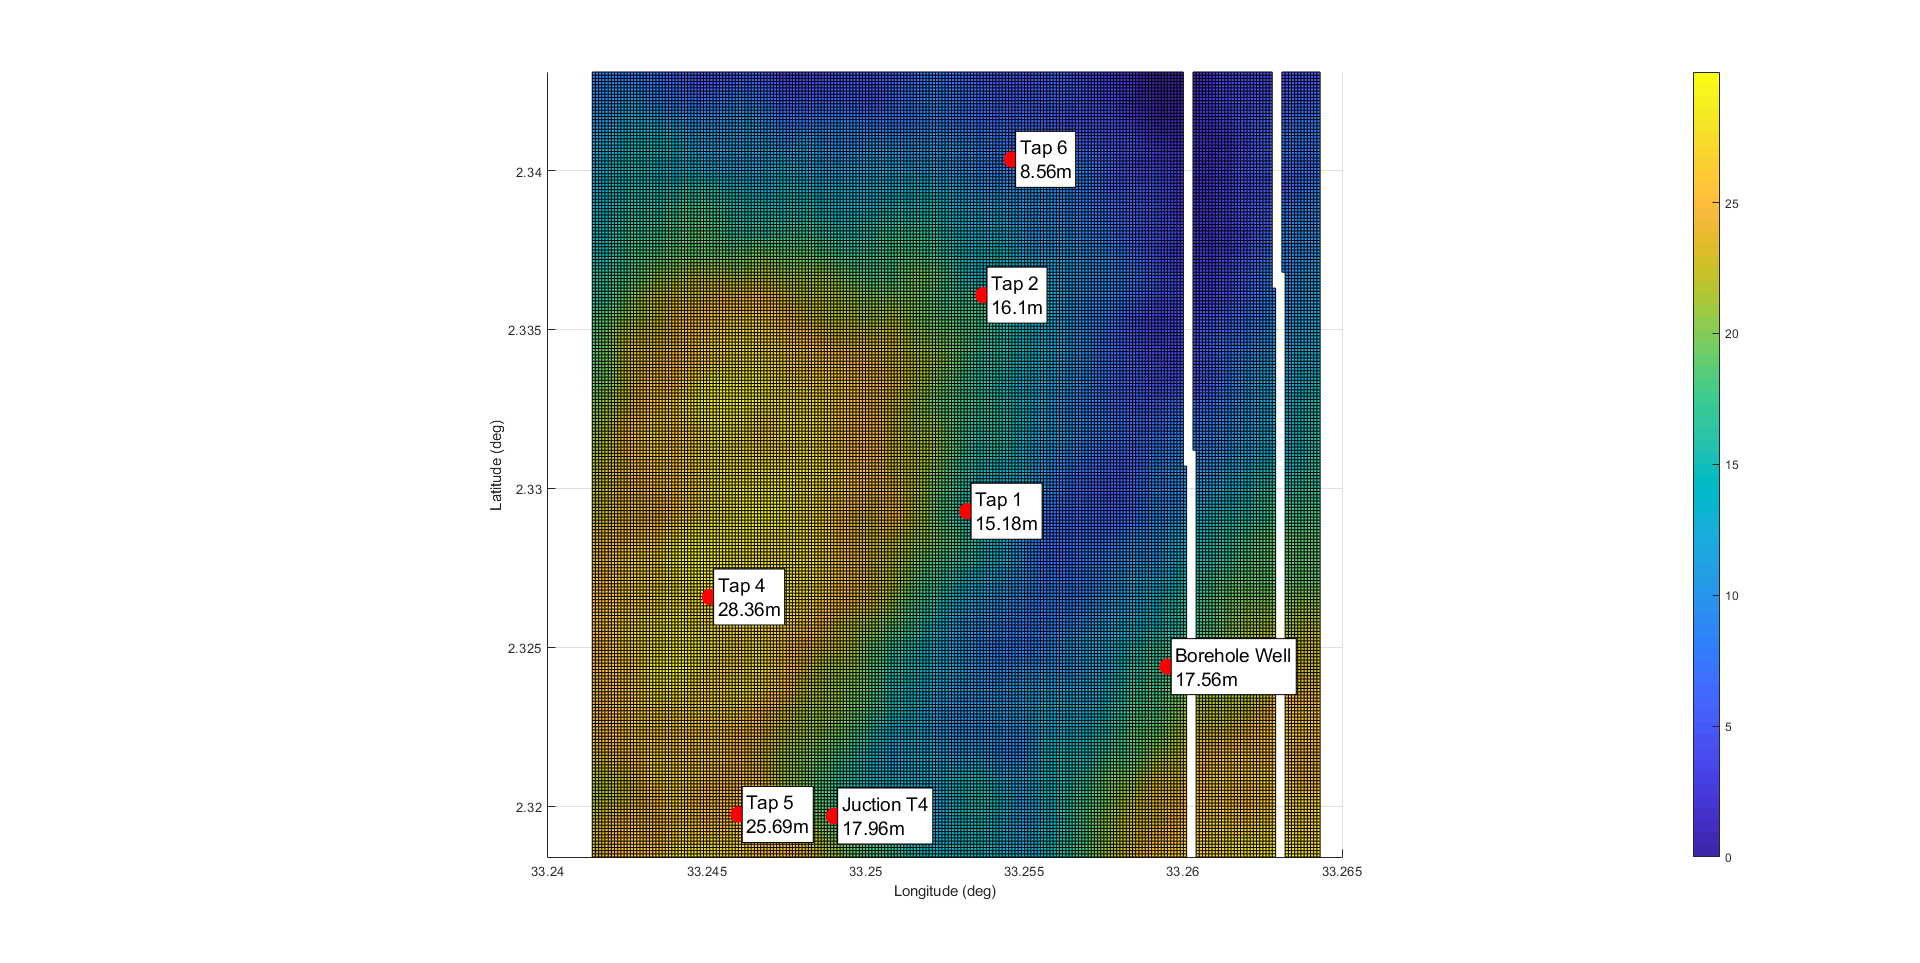 Tap 6
8.56m
2.34
25
Tap 2
16.1m
2.335
20
Latitude (deg)
15
2.33
Tap 1
15.18m
Tap 4
28.36m
10
2.325
Borehole Well
17.56m
5
2.32
Tap 5
25.69m
Juction T4
17.96m
0
33.24 33.245 33.25 33.255 33.26 33.265
Longitude (deg)